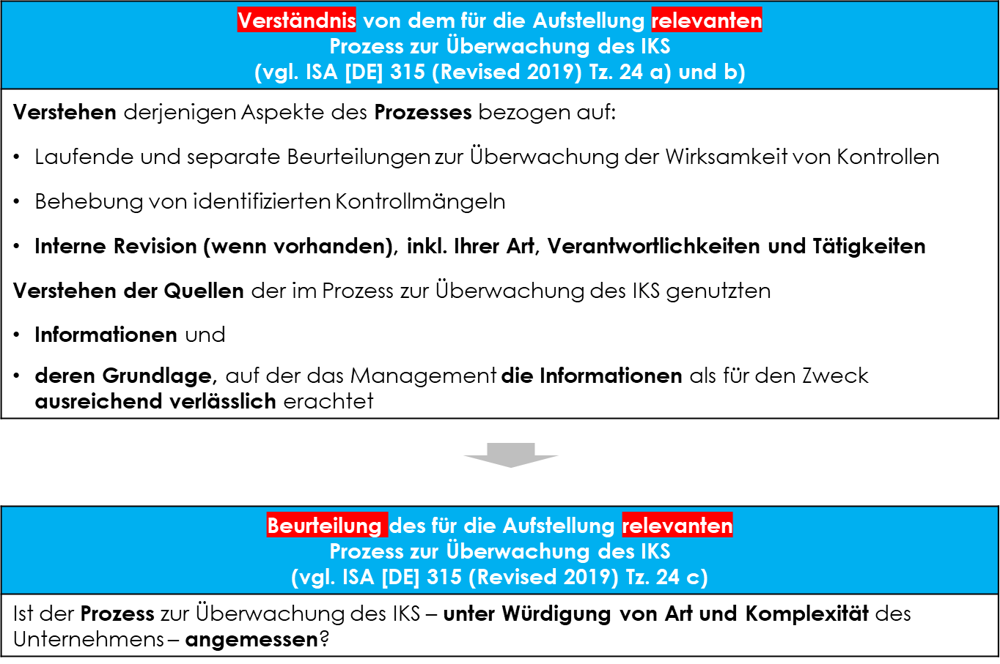 Verständnis von dem für die Aufstellung relevanten
Prozess zur Überwachung des IKS
(vgl. ISA [DE] 315 (Revised 2019) Tz. 24 a) und b)
Verstehen derjenigen Aspekte des Prozesses bezogen auf:
• Laufende und separate Beurteilungen zur Überwachung der Wirksamkeit von Kontrollen
• Behebung von identifizierten Kontrollmängeln
• Interne Revision (wenn vorhanden), inkl. Ihrer Art, Verantwortlichkeiten und Tätigkeiten
Verstehen der Quellen der im Prozess zur Überwachung des IKS genutzten
• Informationen und
• deren Grundlage, auf der das Management die Informationen als für den Zweck
ausreichend verlässlich erachtet
Beurteilung des für die Aufstellung relevanten
Prozess zur Überwachung des IKS
(vgl. ISA [DE] 315 (Revised 2019) Tz. 24 c)
Ist der Prozess zur Überwachung des IKS – unter Würdigung von Art und Komplexität des
Unternehmens – angemessen?